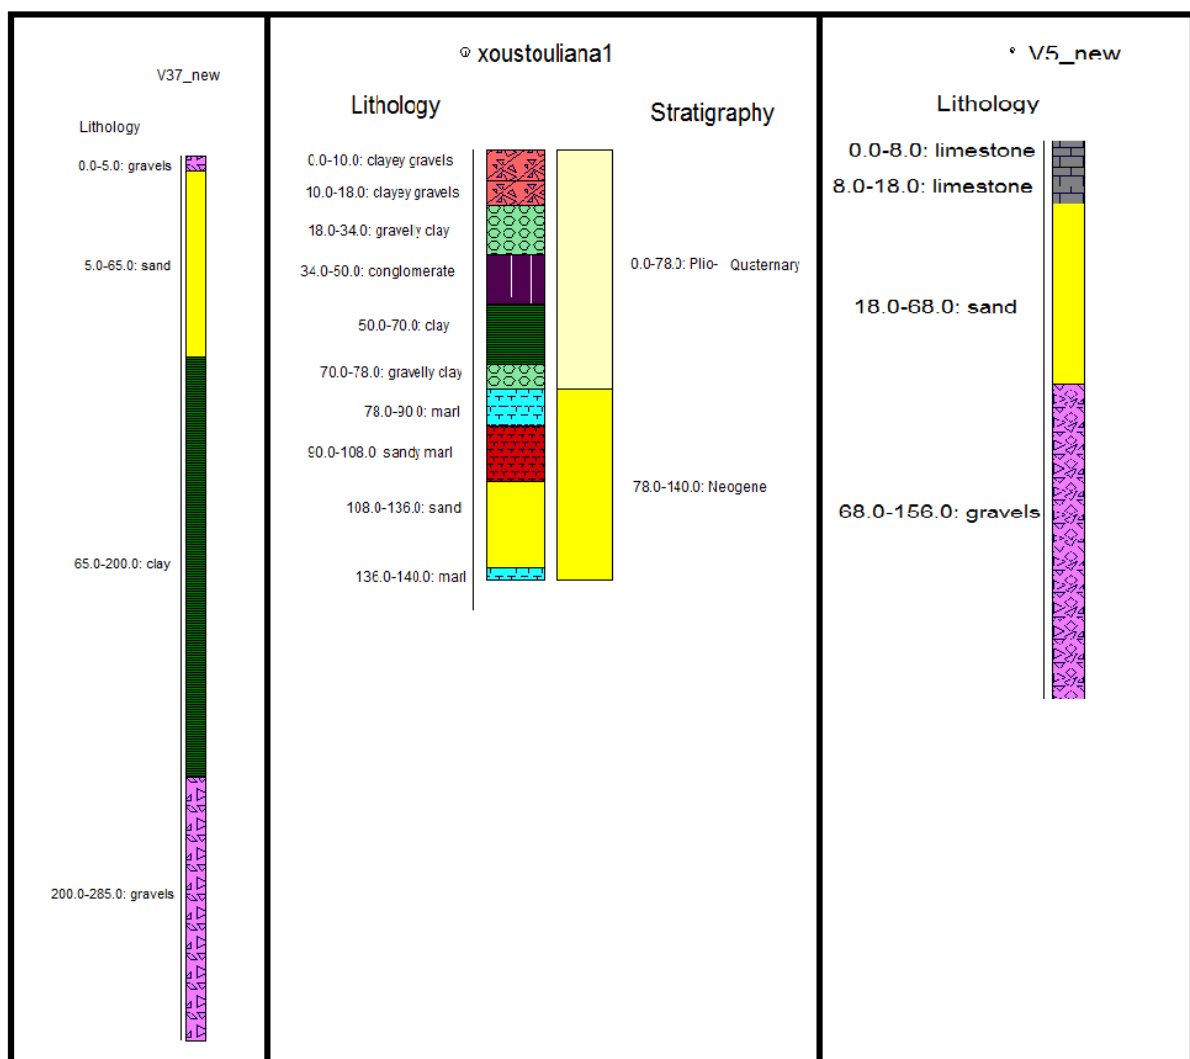 V37_new
Lithology
0.0-5.0: gravels
5.0-65.0: sand
65.0-200.0: clay
200.0-285.0: gravels
xoustouliana1
Lithology
Stratigraphy
0.0-10.0: clayey gravels
10.0-18.0: clayey gravels
18.0-34.0: gravelly clay
34.0-50.0: conglomerate
0.0-78.0: Plio- Quaternary
50.0-70.0: clay
70.0-78.0: gravelly clay
78.0-90.0: marl
90.0-108.0 sandy marl
78.0-140.0: Neogene
108.0-136.0: sand
136.0-140.0: marl
V5_new
Lithology
0.0-8.0: limestone
8.0-18.0: limestone
18.0-68.0: sand
68.0-156.0: gravels